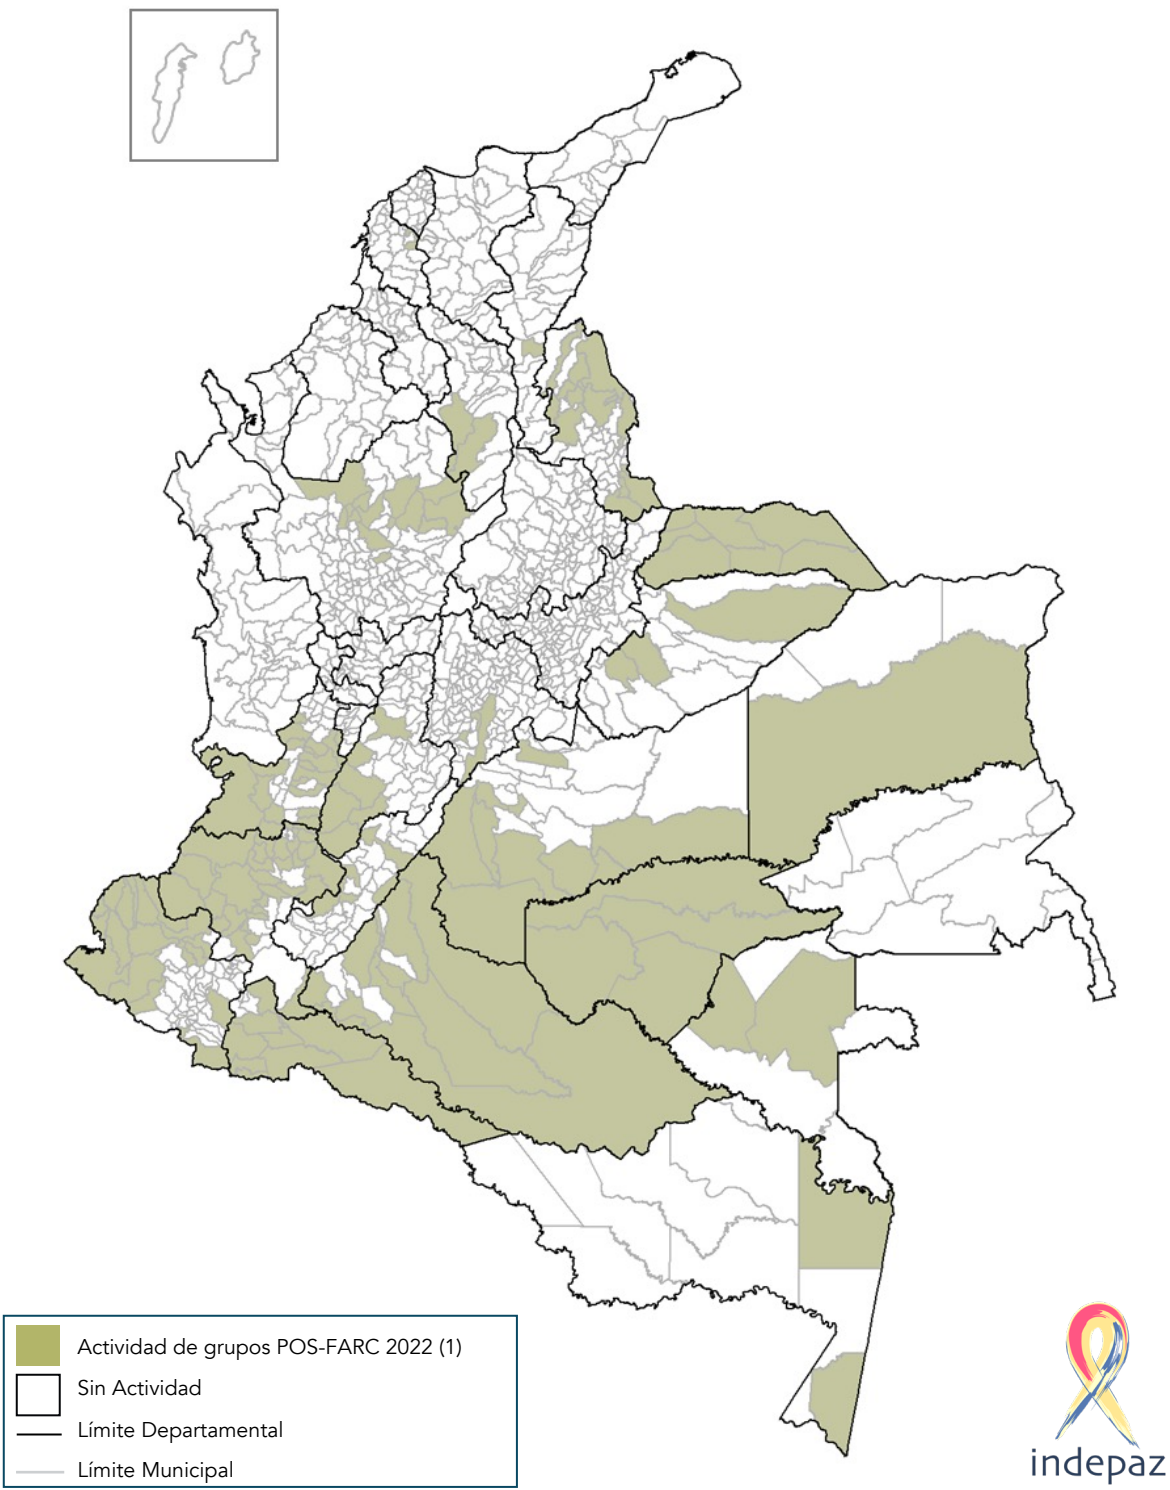 Actividad de grupos POS-FARC 2022 (1)
Sin Actividad
Límite Departamental
Límite Municipal
indepaz